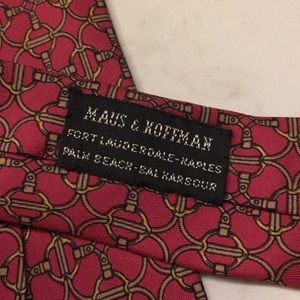 MAUS & HOFFMAN
FORT LAUDERDALE-NAPLES
PALM BEACH-BAL HARBOUR